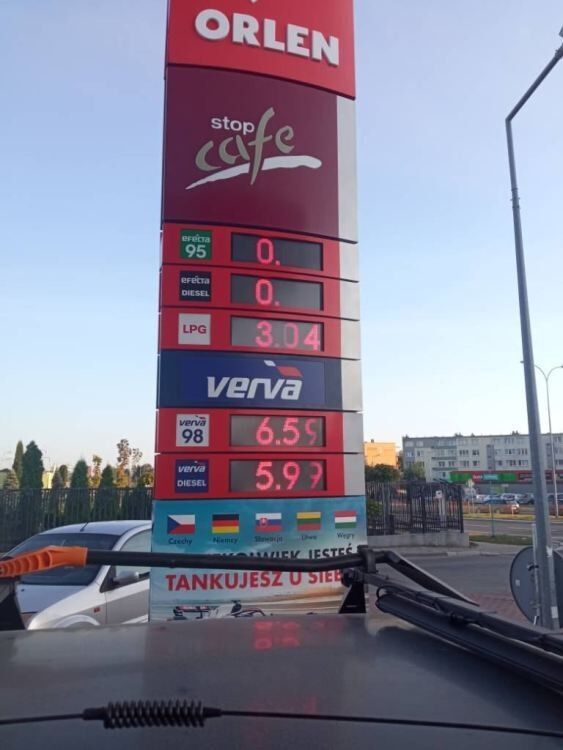 ORLEN
stop
cafe
efecta
95
0.
efecta
DIESEL
0.
LPG
3.04
verva
verva
98
6.59
verva
DIESEL
5.99
Czechy Niemcy Słowacja Litwa Węgry
JESTEŚ
TANKUJESZ U